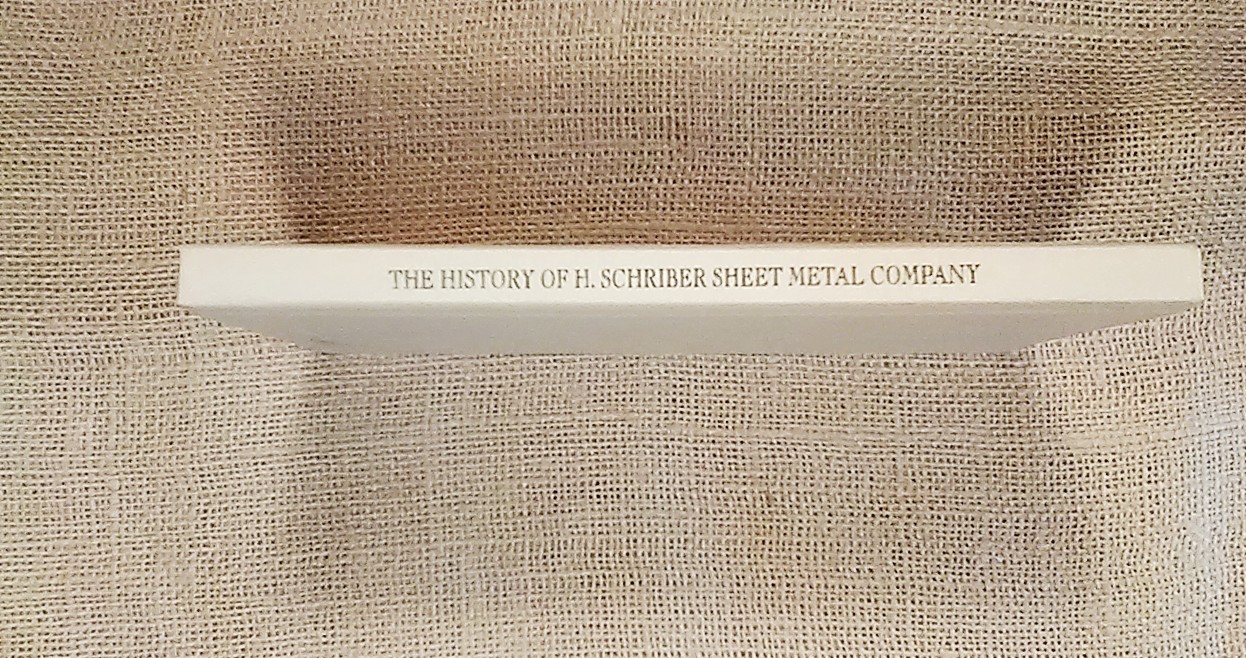 THE HISTORY OF H. SCHRIBER SHEET METAL COMPANY